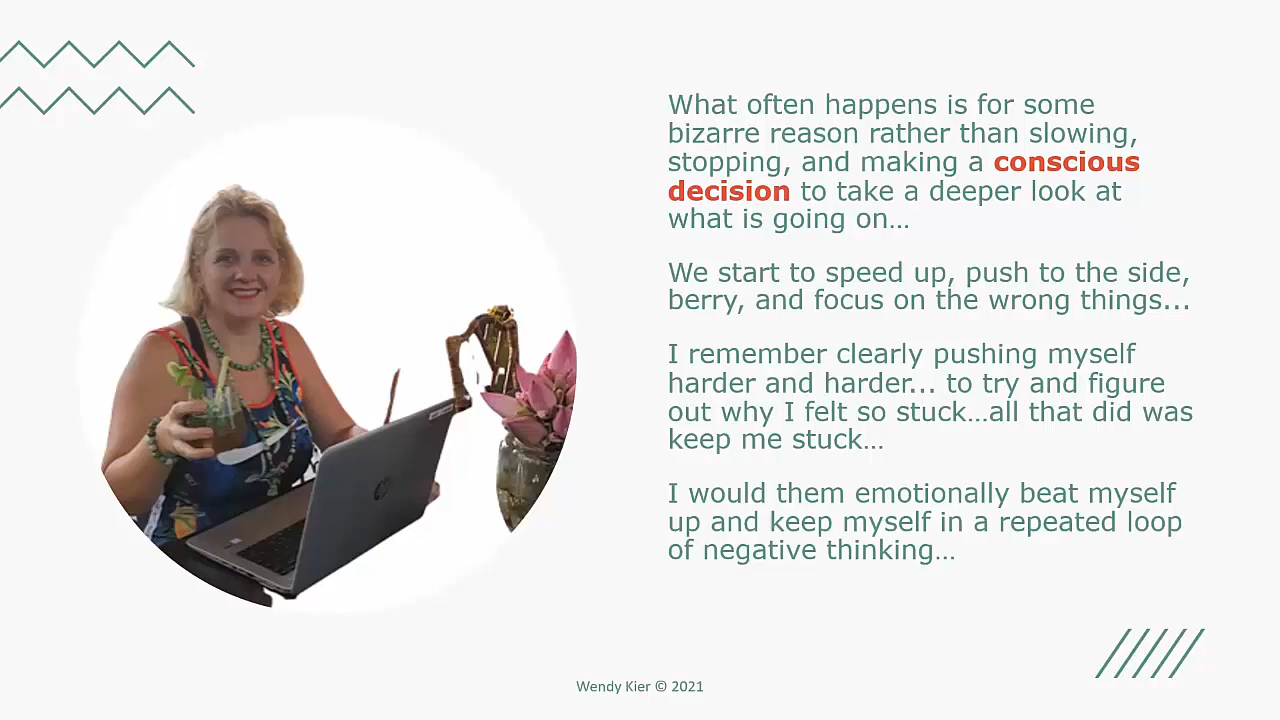 What often happens is for some
bizarre reason rather than slowing,
stopping, and making a conscious
decision to take a deeper look at
what is going on…
We start to speed up, push to the side,
berry, and focus on the wrong things...
I remember clearly pushing myself
harder and harder... to try and figure
out why I felt so stuck…all that did was
keep me stuck…
I would them emotionally beat myself
up and keep myself in a repeated loop
of negative thinking…
Wendy Kier © 2021